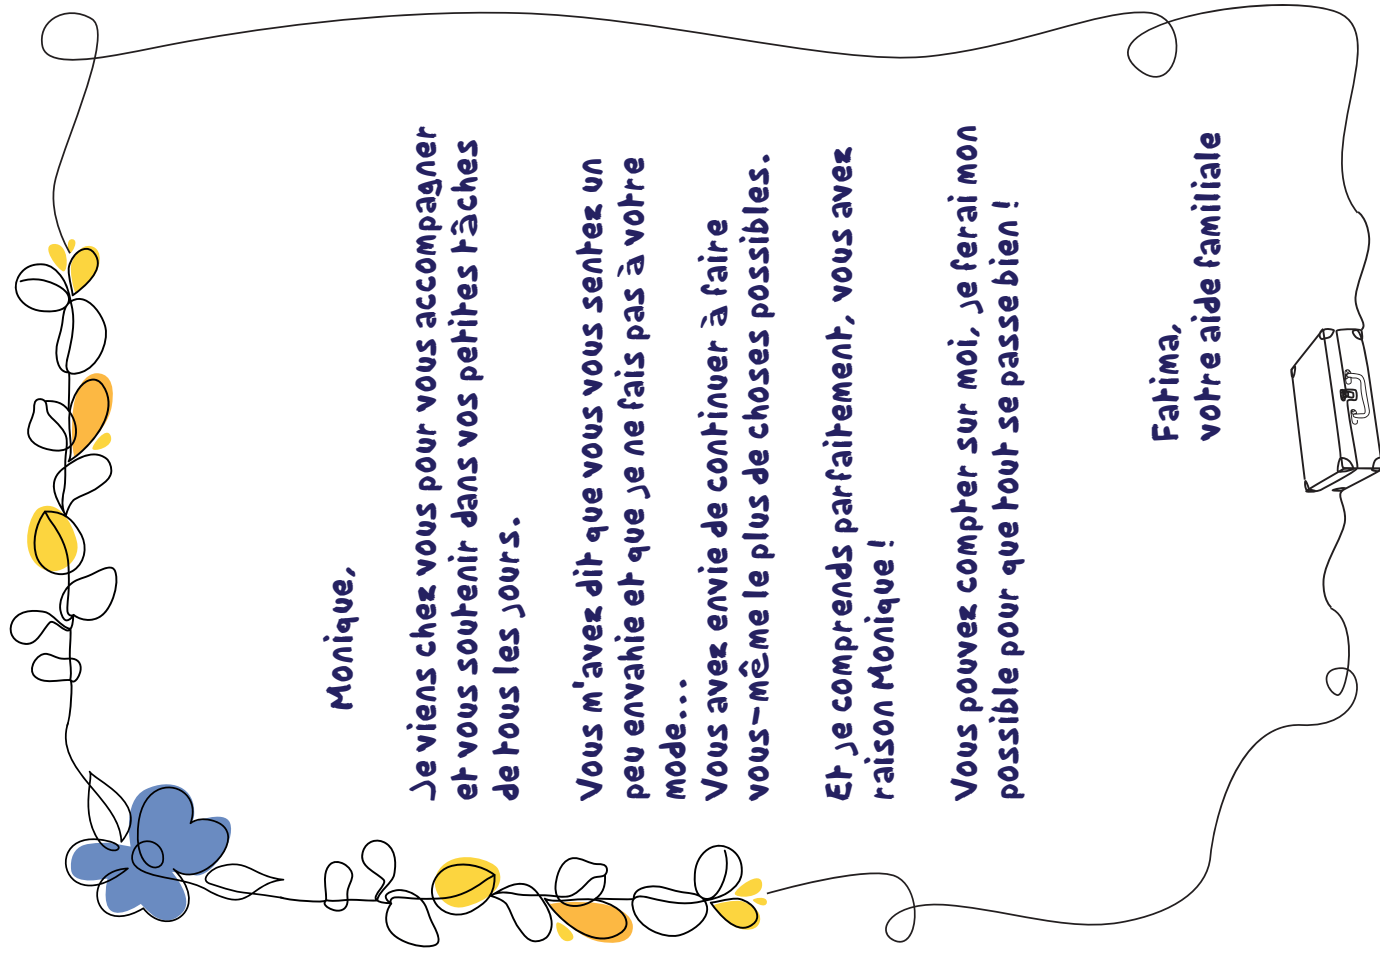 Monique,
Je viens chez vous pour vous accompagner
et vous soutenir dans vos petites tâches
de tous les jours.
Vous m'avez dit que vous vous sentez un
peu envahie et que je ne fais pas à votre
mode...
Vous avez envie de continuer à faire
vous-même le plus de choses possibles.
Et je comprends parfaitement, vous avez
raison Monique !
Vous pouvez compter sur moi, je ferai mon
possible pour que tout se passe bien !
Fatima,
votre aide familiale